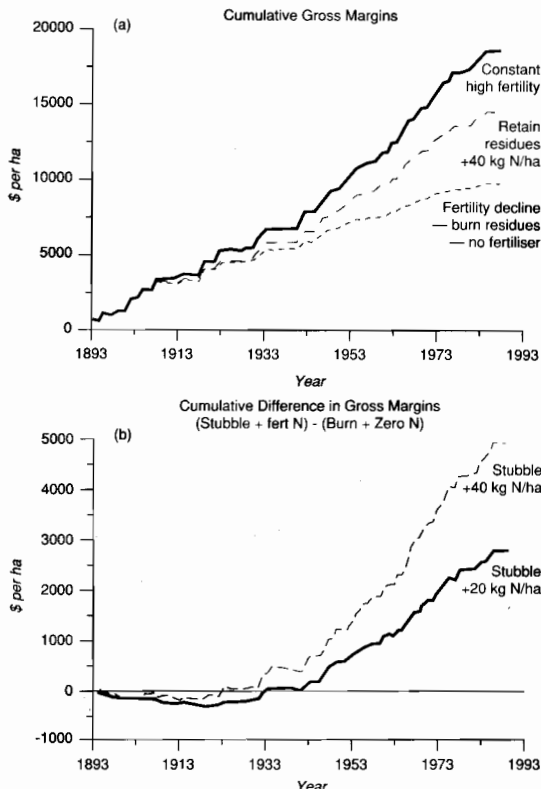 (a)
Cumulative Gross Margins
20000
15000
10000
5000
0
$ per ha
Constant
high fertility
Retain
residues
+40 kg N/ha
Fertility decline
— burn residues
— no fertiliser
1893
1913
1933
1953
1973
1993
Year
Cumulative Difference in Gross Margins
(Stubble + fert N) - (Burn + Zero N)
(b)
5000
4000
3000
2000
1000
0
-1000
$ per ha
Stubble
+40 kg N/ha
Stubble
+20 kg N/ha
1893
1913
1933
1953
1973
1993
Year